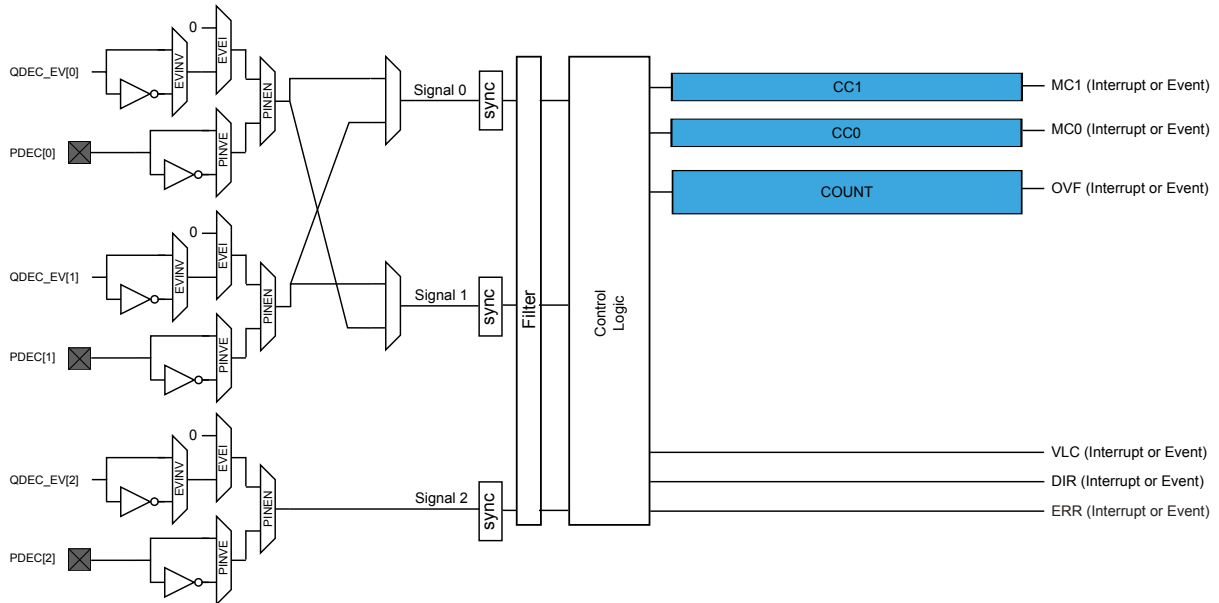 0
QDEC_EV[0]
EVINV
EVEI
PINEN
PDEC[0]
PINVE
Signal 0
sync
0
QDEC_EV[1]
EVINV
EVEI
PINEN
PDEC[1]
PINVE
Signal 1
sync
0
QDEC_EV[2]
EVINV
EVEI
PINEN
PDEC[2]
PINVE
Signal 2
sync
Filter
Control
Logic
CC1
MC1 (Interrupt or Event)
CC0
MC0 (Interrupt or Event)
COUNT
OVF (Interrupt or Event)
VLC (Interrupt or Event)
DIR (Interrupt or Event)
ERR (Interrupt or Event)